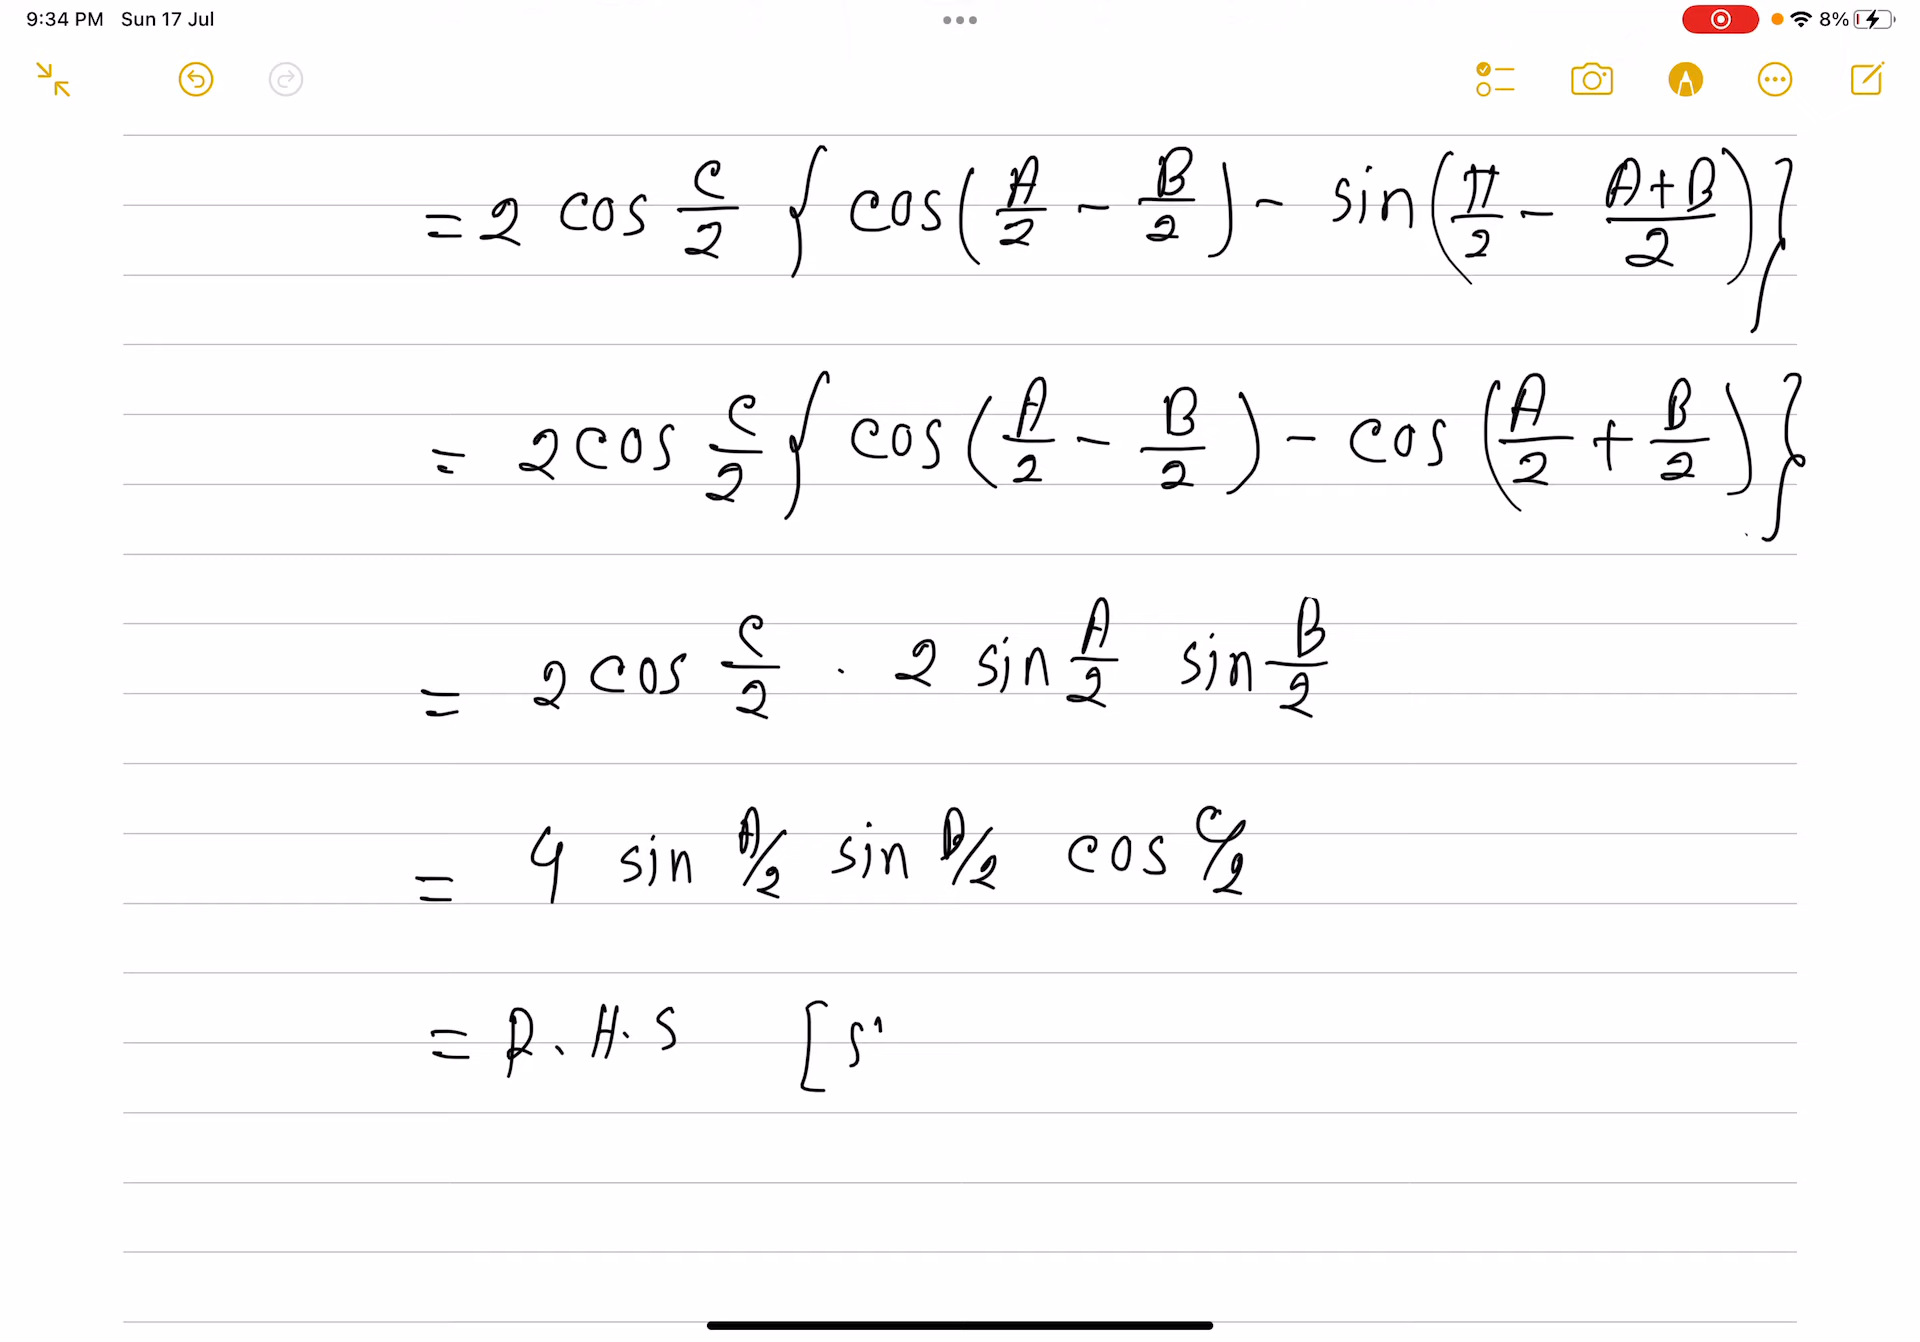 9:34 PM Sun 17 Jul 8%
= 2 cos C/2 { cos(A/2 - B/2) - sin(π/2 - (A+B)/2)}
= 2 cos C/2 { cos(A/2 - B/2) - cos(A/2 + B/2)}
= 2 cos C/2 . 2 sin A/2 sin B/2
= 4 sin A/2 sin B/2 cos C/2
= R.H.S [